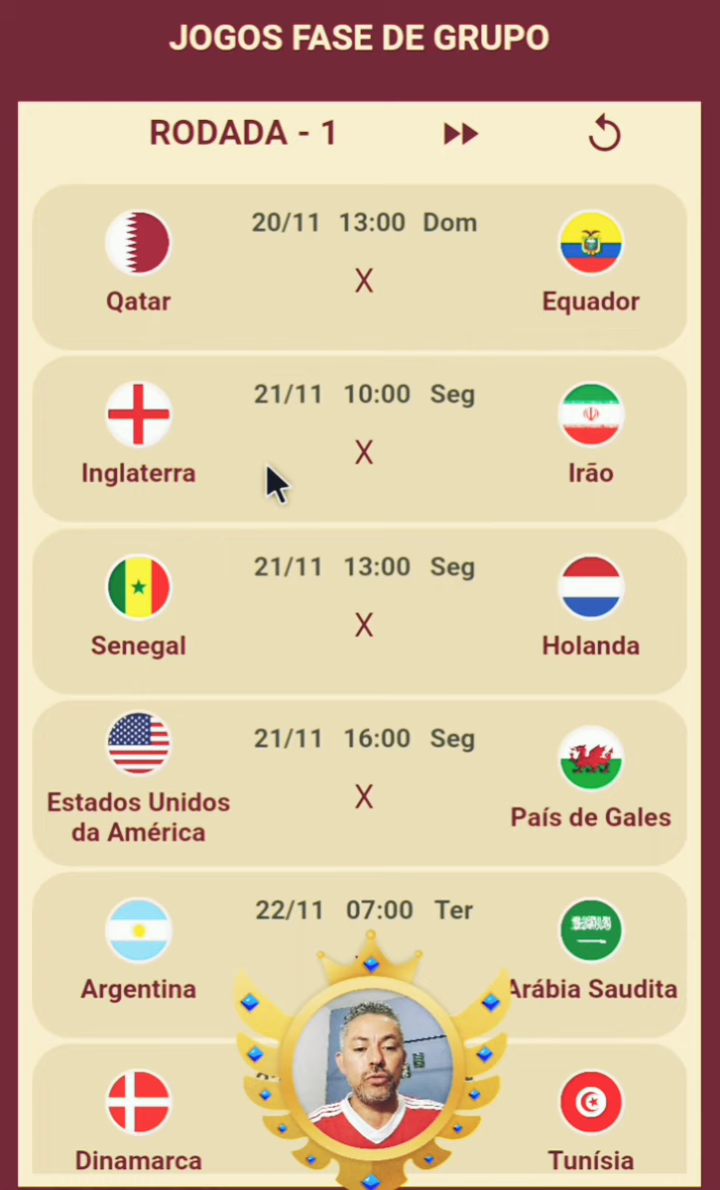 JOGOS FASE DE GRUPO
RODADA - 1
20/11 13:00 Dom
X
Qatar
Equador
21/11 10:00 Seg
X
Inglaterra
Irão
21/11 13:00 Seg
X
Senegal
Holanda
21/11 16:00 Seg
X
Estados Unidos
da América
País de Gales
22/11 07:00 Ter
Argentina
Arábia Saudita
Dinamarca
Tunísia